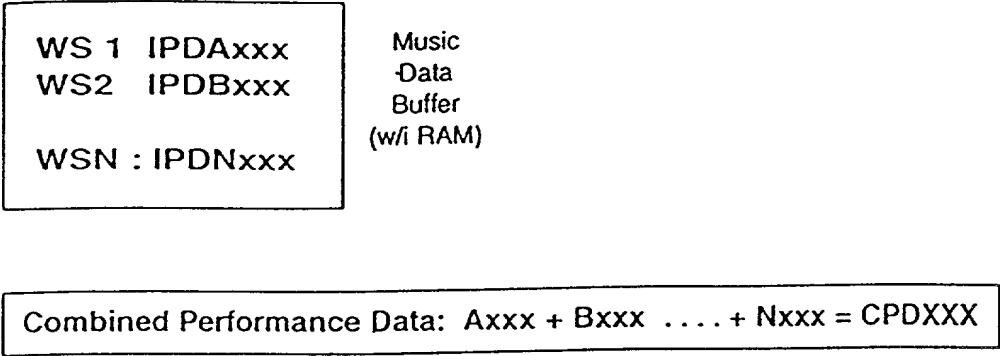 WS 1 IPDAxxx
WS2 IPDBxxx
WSN : IPDNxxx
Music
Data
Buffer
(w/i RAM)
Combined Performance Data: Axxx + Bxxx .... + Nxxx = CPDXXX